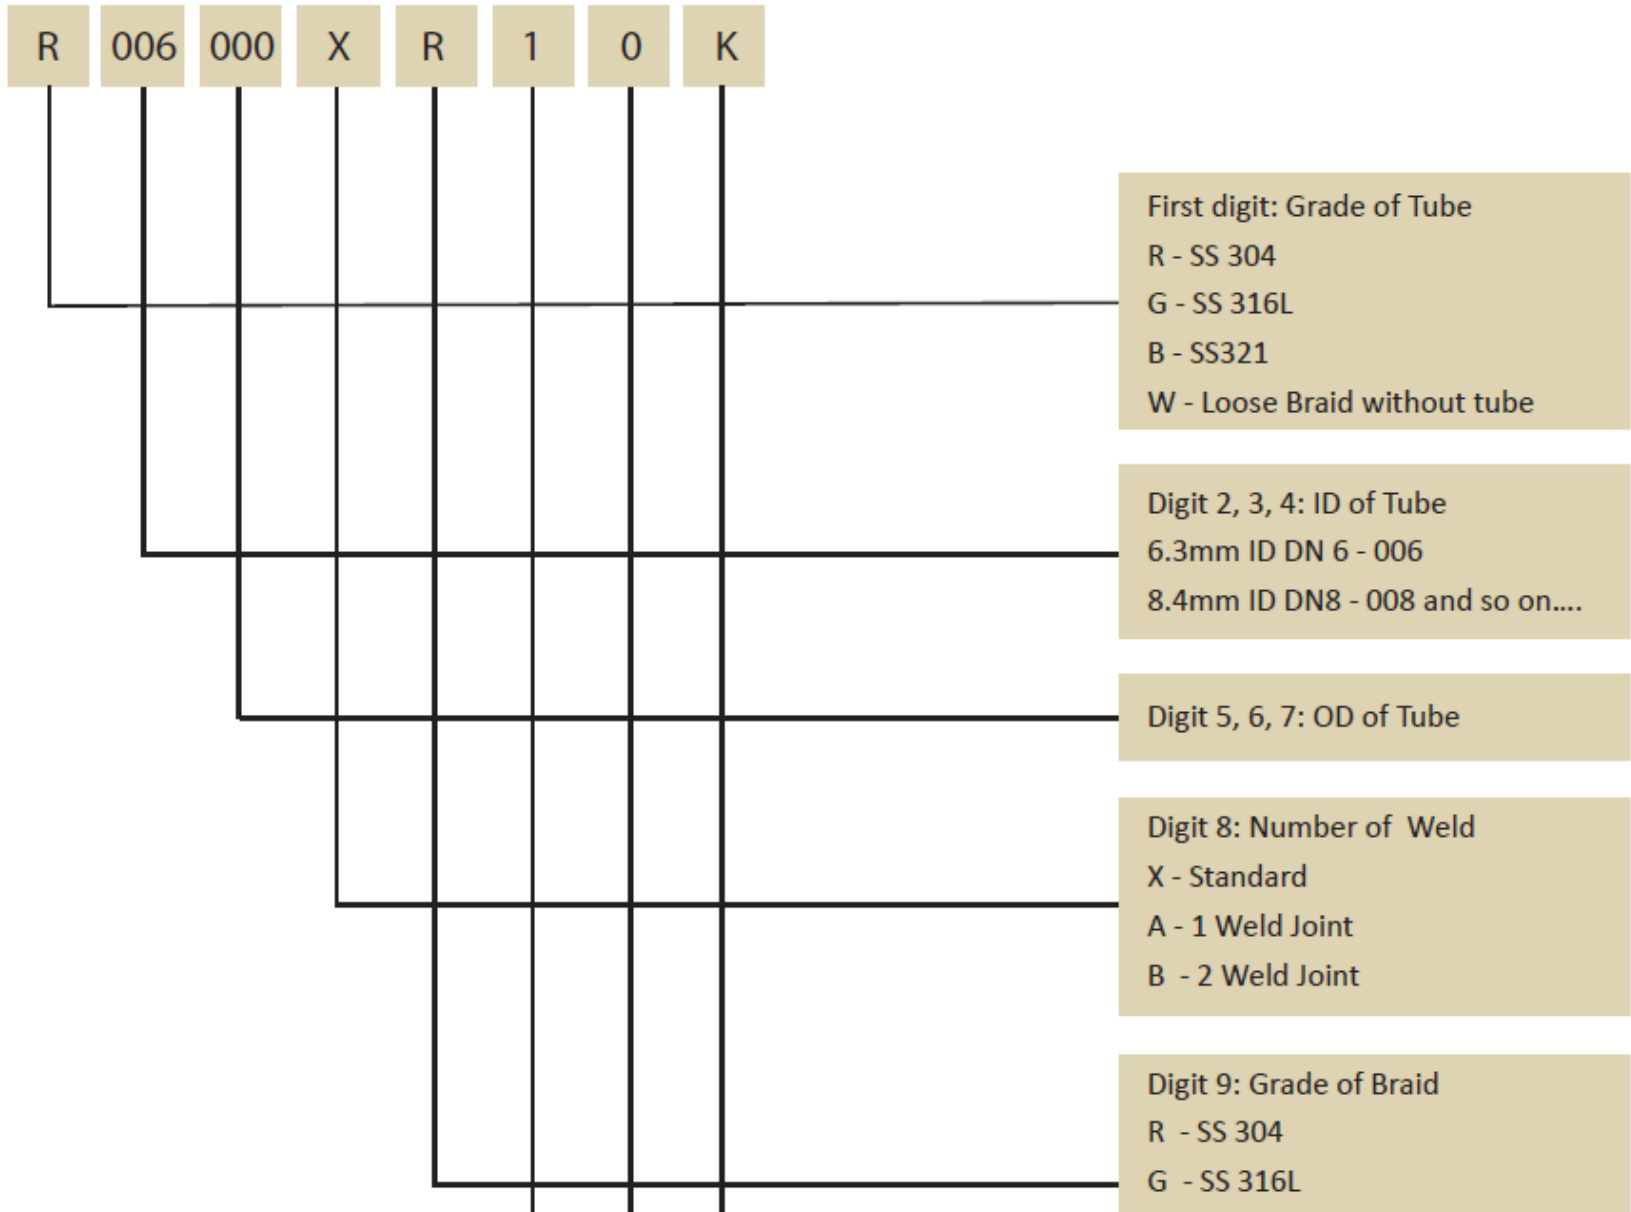 R 006 000 X R 1 0 K
First digit: Grade of Tube
R - SS 304
G - SS 316L
B - SS321
W - Loose Braid without tube
Digit 2, 3, 4: ID of Tube
6.3mm ID DN 6 - 006
8.4mm ID DN8 - 008 and so on....
Digit 5, 6, 7: OD of Tube
Digit 8: Number of  Weld
X - Standard
A - 1 Weld Joint
B  - 2 Weld Joint
Digit 9: Grade of Braid
R  - SS 304
G  - SS 316L